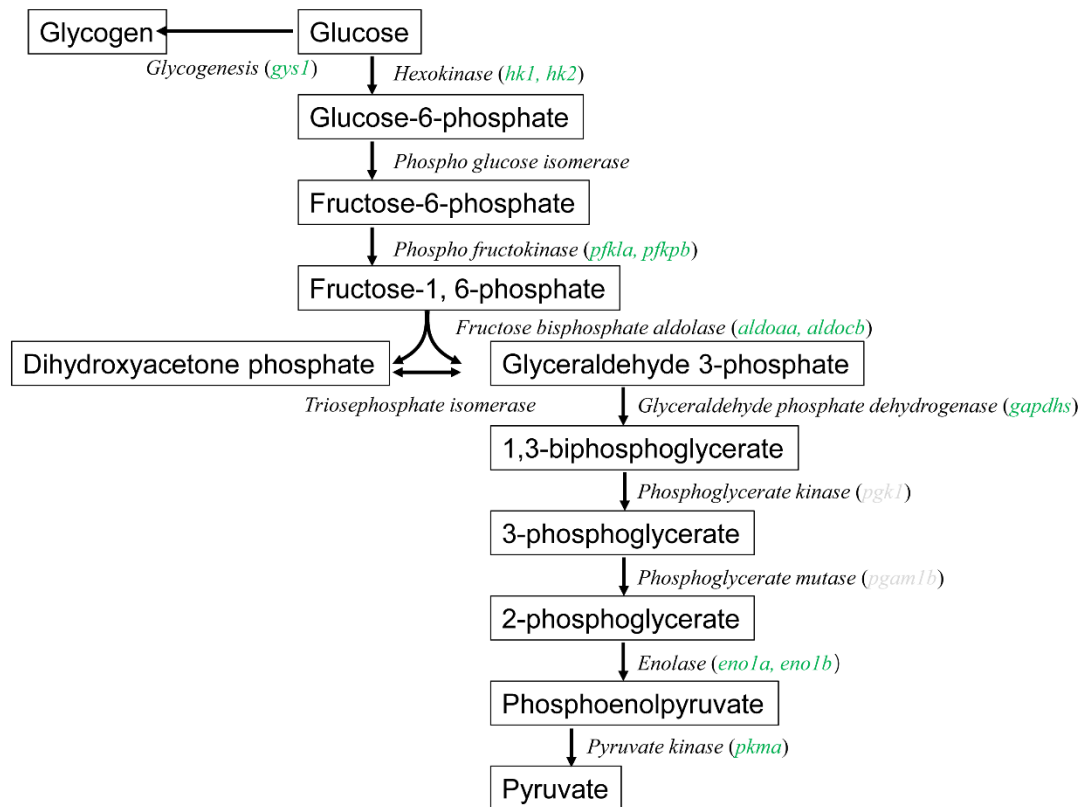 Glycogen
Glucose
Glycogenesis (gys1)
Hexokinase (hk1, hk2)
Glucose-6-phosphate
Phospho glucose isomerase
Fructose-6-phosphate
Phospho fructokinase (pfkla, pfkpb)
Fructose-1, 6-phosphate
Fructose bisphosphate aldolase (aldoaa, aldocb)
Dihydroxyacetone phosphate
Glyceraldehyde 3-phosphate
Triosephosphate isomerase
Glyceraldehyde phosphate dehydrogenase (gapdhs)
1,3-biphosphoglycerate
Phosphoglycerate kinase (pgk1)
3-phosphoglycerate
Phosphoglycerate mutase (pgam1b)
2-phosphoglycerate
Enolase (eno1a, eno1b)
Phosphoenolpyruvate
Pyruvate kinase (pkma)
Pyruvate